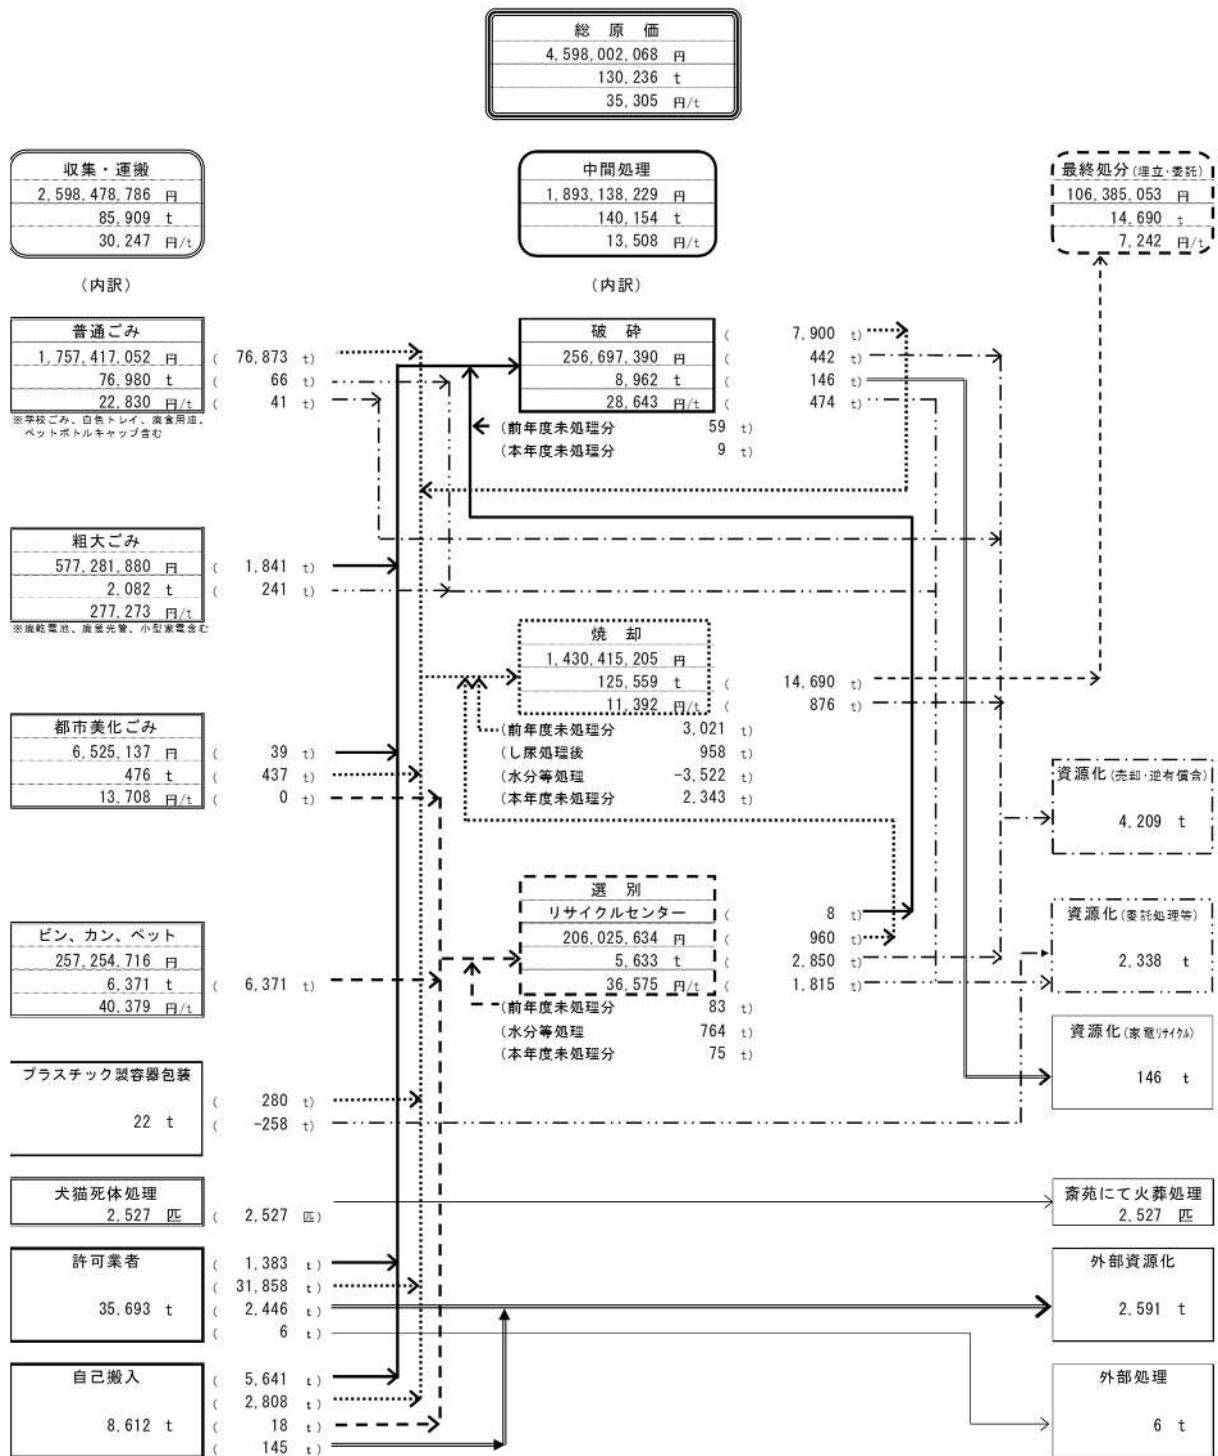 総原価
4,598,002,068 円
130,236 t
35,305 円/t
収集・運搬
2,598,478,786 円
85,909 t
30,247 円/t
中間処理
1,893,138,229 円
140,154 t
13,508 円/t
最終処分(埋立・委託)
106,385,053 円
14,690 t
7,242 円/t
(内訳)
(内訳)
普通ごみ
1,757,417,052 円 ( 76,873 t)
76,980 t ( 66 t)
22,830 円/t ( 41 t)
※学校ごみ、白色トレイ、廃食用油、
ペットボトルキャップ含む
破砕 ( 7,900 t)
256,697,390 円 ( 442 t)
8,962 t ( 146 t)
28,643 円/t ( 474 t)
(前年度未処理分 59 t)
(本年度未処理分 9 t)
粗大ごみ
577,281,880 円 ( 1,841 t)
2,082 t ( 241 t)
277,273 円/t
※廃乾電池、廃蛍光管、小型家電含む
焼却
1,430,415,205 円
125,559 t ( 14,690 t)
11,392 円/t ( 876 t)
(前年度未処理分 3,021 t)
(し尿処理後 958 t)
(水分等処理 -3,522 t)
(本年度未処理分 2,343 t)
都市美化ごみ
6,525,137 円 ( 39 t)
476 t ( 437 t)
13,708 円/t ( 0 t)
資源化(売却・逆有償含)
4,209 t
選別
リサイクルセンター ( 8 t)
206,025,634 円 ( 960 t)
5,633 t ( 2,850 t)
36,575 円/t ( 1,815 t)
(前年度未処理分 83 t)
(水分等処理 764 t)
(本年度未処理分 75 t)
資源化(委託処理等)
2,338 t
ビン、カン、ペット
257,254,716 円
6,371 t ( 6,371 t)
40,379 円/t
資源化(家電リサイクル)
146 t
プラスチック製容器包装
( 280 t)
22 t ( -258 t)
犬猫死体処理
2,527 匹 ( 2,527 匹)
斎苑にて火葬処理
2,527 匹
許可業者 ( 1,383 t)
( 31,858 t)
35,693 t ( 2,446 t)
( 6 t)
外部資源化
2,591 t
自己搬入 ( 5,641 t)
( 2,808 t)
8,612 t ( 18 t)
( 145 t)
外部処理
6 t